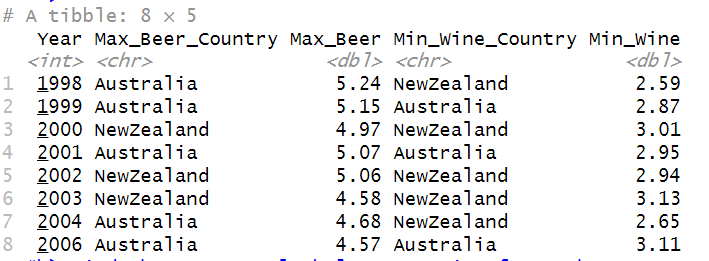 # A tibble: 8 × 5
Year Max_Beer_Country Max_Beer Min_Wine_Country Min_Wine
<int> <chr> <dbl> <chr> <dbl>
1 1998 Australia 5.24 NewZealand 2.59
2 1999 Australia 5.15 Australia 2.87
3 2000 NewZealand 4.97 NewZealand 3.01
4 2001 Australia 5.07 Australia 2.95
5 2002 NewZealand 5.06 NewZealand 2.94
6 2003 NewZealand 4.58 NewZealand 3.13
7 2004 Australia 4.68 NewZealand 2.65
8 2006 Australia 4.57 Australia 3.11